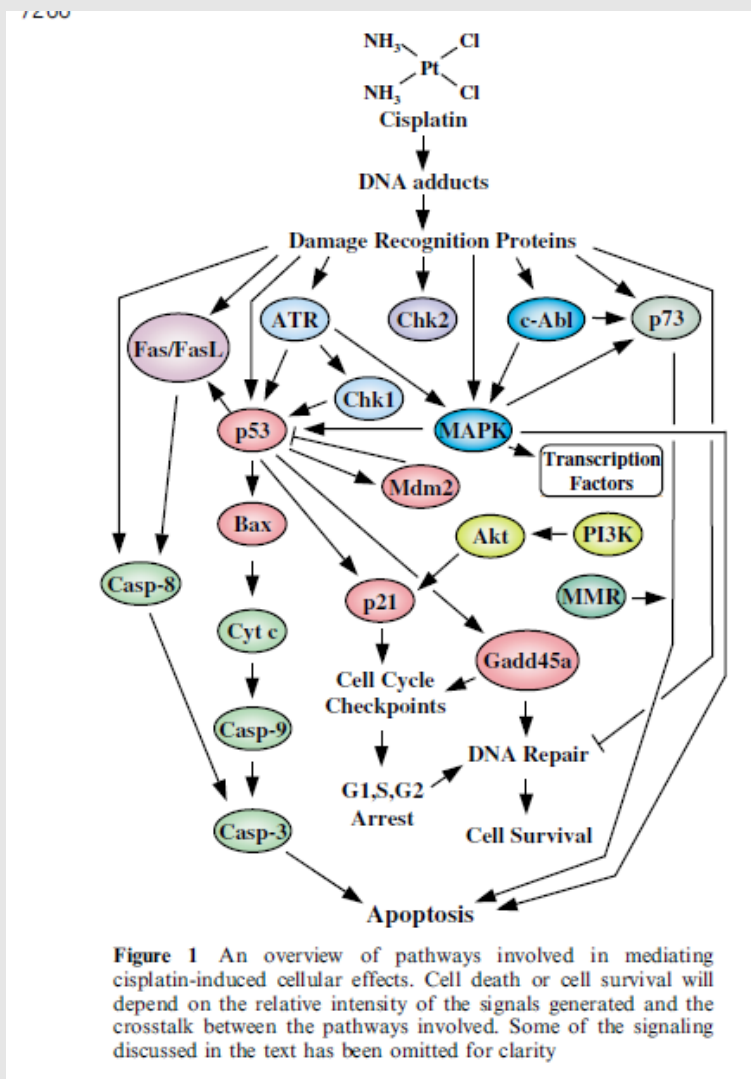 NH3 Cl
Pt
NH3 Cl
Cisplatin
DNA adducts
Damage Recognition Proteins
ATR Chk2 c-Abl p73
Fas/FasL
Chk1
p53 MAPK
Transcription
Factors
Mdm2
Bax
Akt PI3K
Casp-8
p21 MMR
Cyt c
Gadd45a
Cell Cycle
Checkpoints
Casp-9
DNA Repair
G1,S,G2
Arrest
Casp-3 Cell Survival
Apoptosis
Figure 1 An overview of pathways involved in mediating
cisplatin-induced cellular effects. Cell death or cell survival will
depend on the relative intensity of the signals generated and the
crosstalk between the pathways involved. Some of the signaling
discussed in the text has been omitted for clarity